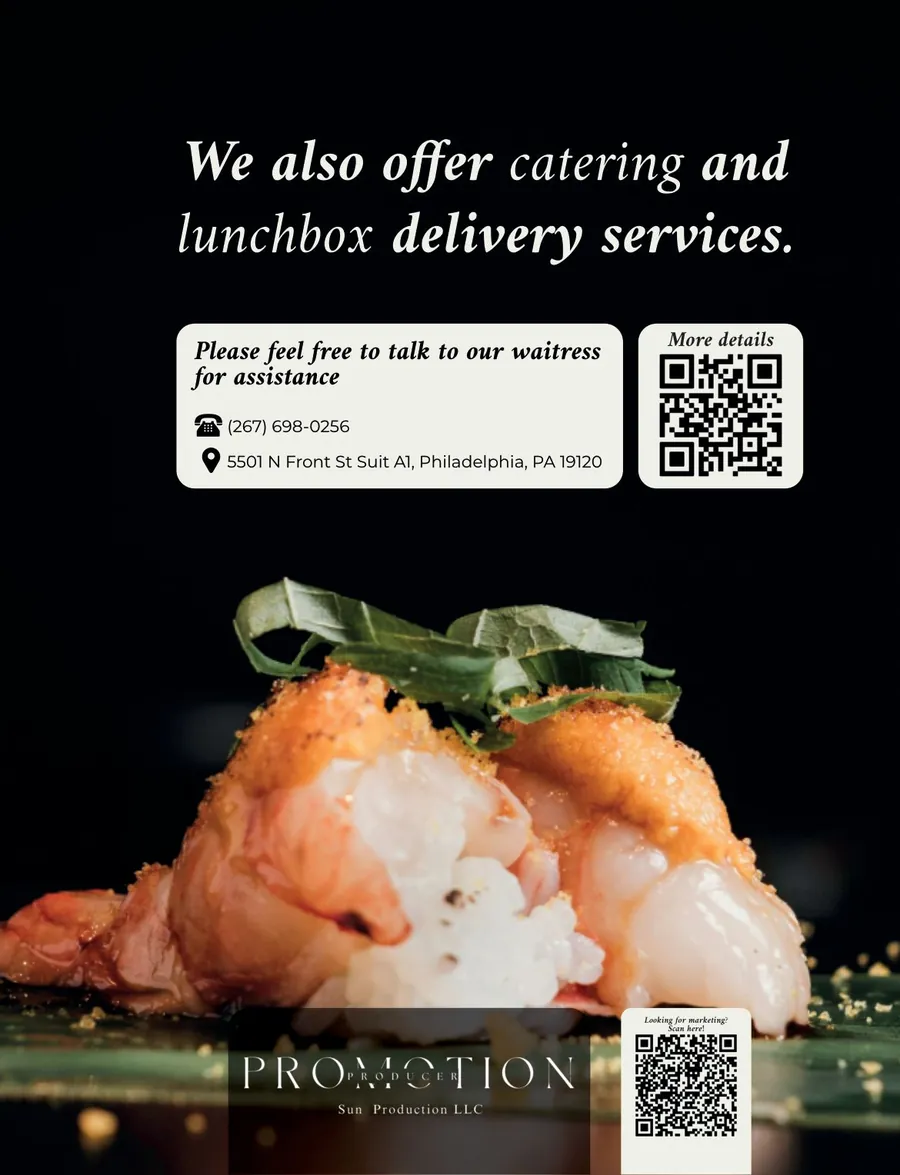 We also offer catering and
lunchbox delivery services.
Please feel free to talk to our waitress
for assistance
(267) 698-0256
5501 N Front St Suit A1, Philadelphia, PA 19120
More details
PROMOTION
PRODUCER
Sun Production LLC
Looking for marketing?
Scan here!